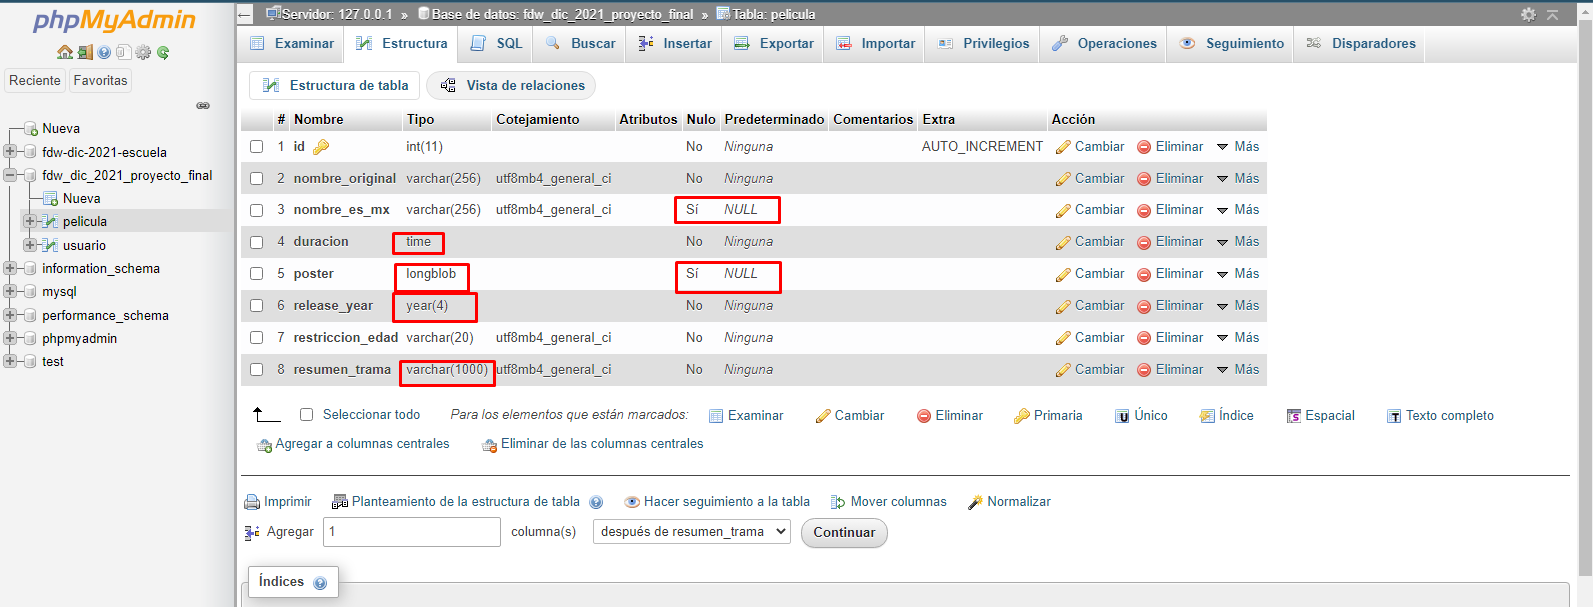 phpMyAdmin
Reciente Favoritas
Nueva
fdw-dic-2021-escuela
fdw_dic_2021_proyecto_final
Nueva
pelicula
usuario
information_schema
mysql
performance_schema
phpmyadmin
test
Servidor: 127.0.0.1 » Base de datos: fdw_dic_2021_proyecto_final » Tabla: pelicula
Examinar Estructura SQL Buscar Insertar Exportar Importar Privilegios Operaciones Seguimiento Disparadores
Estructura de tabla Vista de relaciones
# Nombre Tipo Cotejamiento Atributos Nulo Predeterminado Comentarios Extra Acción
1 id int(11) No Ninguna AUTO_INCREMENT Cambiar Eliminar Más
2 nombre_original varchar(256) utf8mb4_general_ci No Ninguna Cambiar Eliminar Más
3 nombre_es_mx varchar(256) utf8mb4_general_ci Sí NULL Cambiar Eliminar Más
4 duracion time No Ninguna Cambiar Eliminar Más
5 poster longblob Sí NULL Cambiar Eliminar Más
6 release_year year(4) No Ninguna Cambiar Eliminar Más
7 restriccion_edad varchar(20) utf8mb4_general_ci No Ninguna Cambiar Eliminar Más
8 resumen_trama varchar(1000) utf8mb4_general_ci No Ninguna Cambiar Eliminar Más
Seleccionar todo Para los elementos que están marcados: Examinar Cambiar Eliminar Primaria Único Índice Espacial Texto completo
Agregar a columnas centrales Eliminar de las columnas centrales
Imprimir Planteamiento de la estructura de tabla Hacer seguimiento a la tabla Mover columnas Normalizar
Agregar 1 columna(s) después de resumen_trama Continuar
Índices